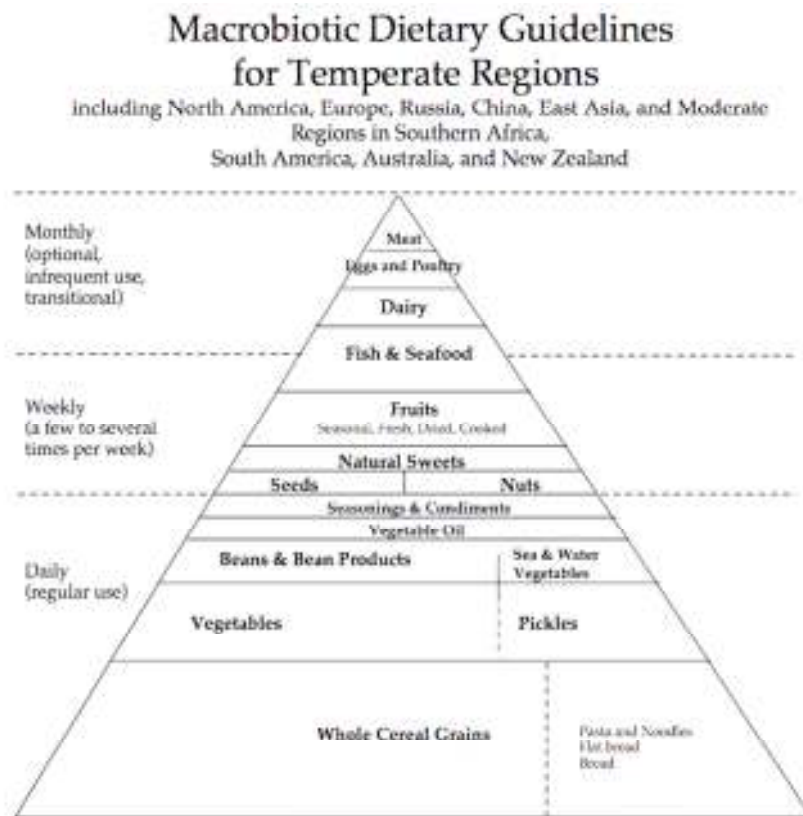 Macrobiotic Dietary Guidelines
for Temperate Regions
including North America, Europe, Russia, China, East Asia, and Moderate
Regions in Southern Africa,
South America, Australia, and New Zealand
Monthly
(optional,
infrequent use,
transitional)
Meat
Eggs and Poultry
Dairy
Fish & Seafood
Weekly
(a few to several
times per week)
Fruits
Seasonal, Fresh, Dried, Cooked
Natural Sweets
Seeds
Nuts
Daily
(regular use)
Seasonings & Condiments
Vegetable Oil
Beans & Bean Products
Sea & Water
Vegetables
Vegetables
Pickles
Whole Cereal Grains
Pasta and Noodles
Flat bread
Bread